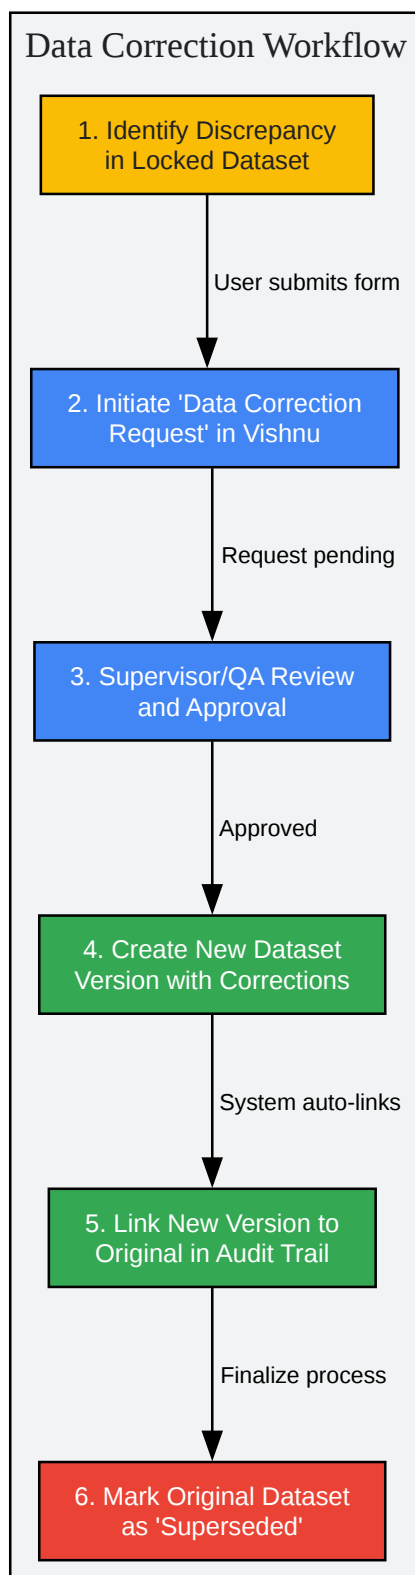 Data Correction Workflow
1. Identify Discrepancy
in Locked Dataset
User submits form
2. Initiate 'Data Correction
Request' in Vishnu
Request pending
3. Supervisor/QA Review
and Approval
Approved
4. Create New Dataset
Version with Corrections
System auto-links
5. Link New Version to
Original in Audit Trail
Finalize process
6. Mark Original Dataset
as 'Superseded'